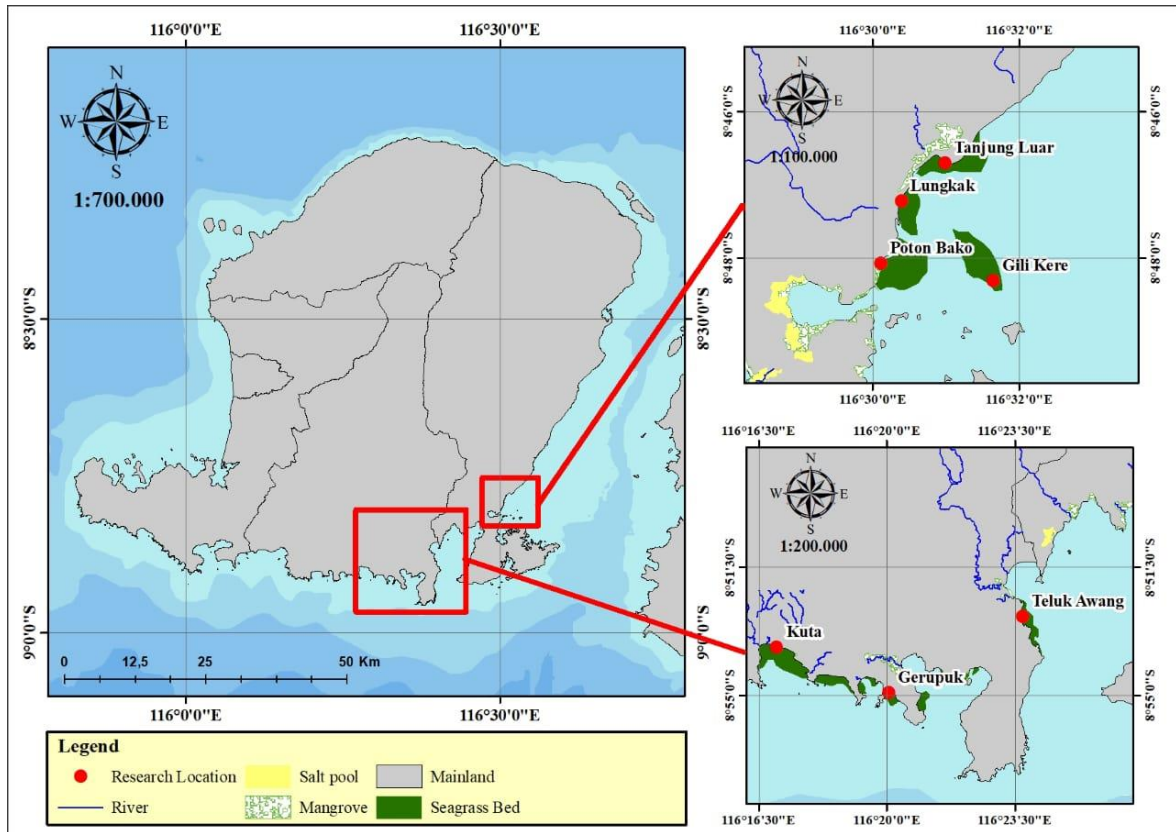 116°0'0"E 116°30'0"E
N
W E
S
1:700.000
8°30'0"S
8°30'0"S
9°0'0"S
9°0'0"S
0 12,5 25 50 Km
116°0'0"E 116°30'0"E
116°30'0"E 116°32'0"E
N
W E
S
1:100.000
8°46'0"S
8°46'0"S
Tanjung Luar
Lungkak
Poton Bako
Gili Kere
8°48'0"S
8°48'0"S
116°30'0"E 116°32'0"E
116°16'30"E 116°20'0"E 116°23'30"E
N
W E
S
1:200.000
8°51'30"S
8°51'30"S
Teluk Awang
Kuta
Gerupuk
8°55'0"S
8°55'0"S
116°16'30"E 116°20'0"E 116°23'30"E
Legend
Research Location Salt pool Mainland
River Mangrove Seagrass Bed